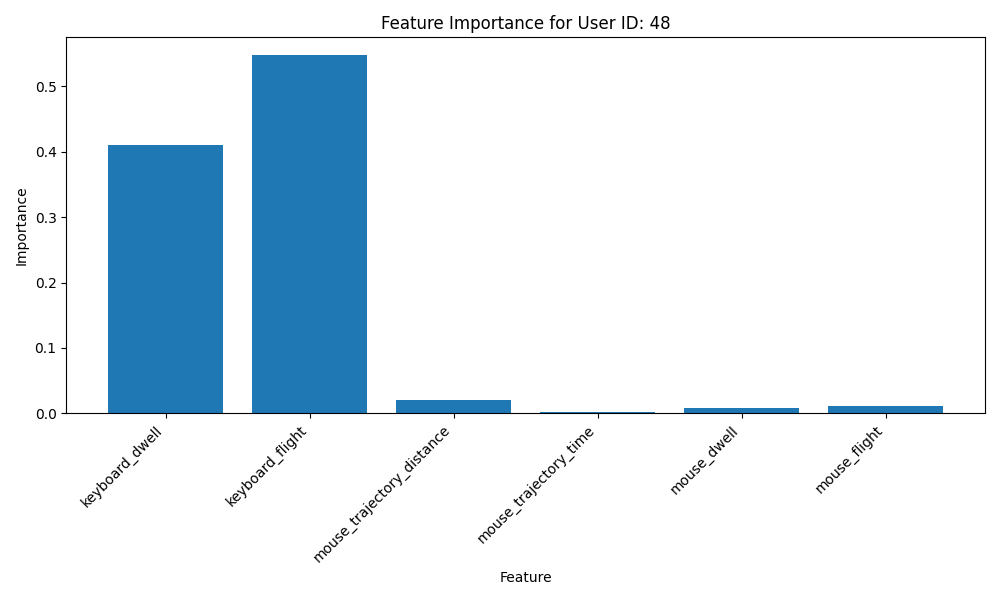 Feature Importance for User ID: 48
Importance
0.5
0.4
0.3
0.2
0.1
0.0
keyboard_dwell
keyboard_flight
mouse_trajectory_distance
mouse_trajectory_time
mouse_dwell
mouse_flight
Feature